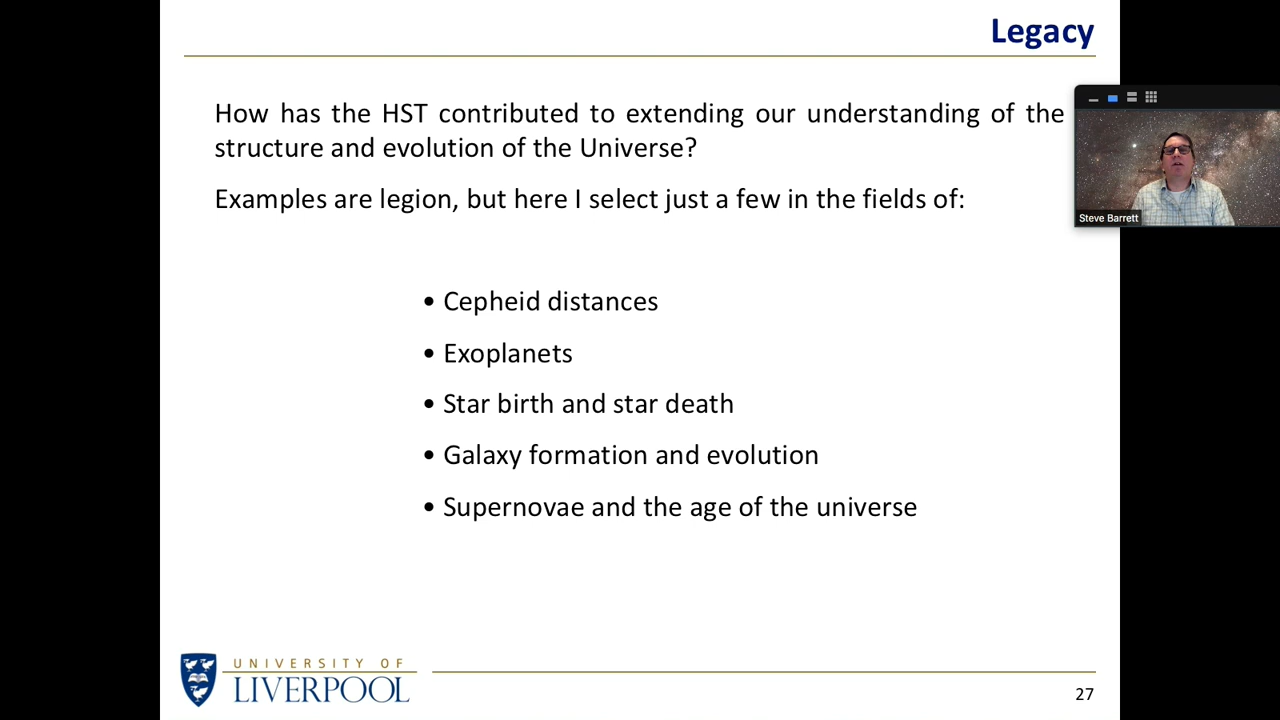 Legacy
How has the HST contributed to extending our understanding of the
structure and evolution of the Universe?
Examples are legion, but here I select just a few in the fields of:
Steve Barrett
• Cepheid distances
• Exoplanets
• Star birth and star death
• Galaxy formation and evolution
• Supernovae and the age of the universe
UNIVERSITY OF
LIVERPOOL
27